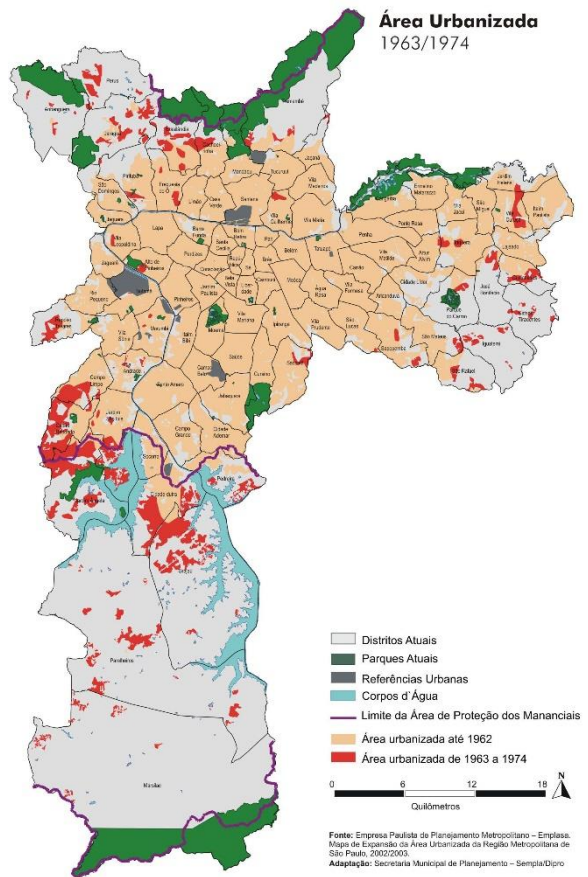 Área Urbanizada
1963/1974
Perus
Anhanguera
Jaraguá
Brasilândia
Tremembé
Jaçanã
Mandaqui
Tucuruvi
Vila Medeiros
Pirituba
São Domingos
Freguesia do Ó
Limão
Casa Verde
Santana
Vila Guilherme
Vila Maria
Jaguara
Vila Leopoldina
Lapa
Barra Funda
Bom Retiro
Pari
Belém
Tatuapé
Penha
Cangaíba
Ermelino Matarazzo
Ponte Rasa
Vila Jacuí
São Miguel
Jardim Helena
Vila Curuçá
Itaim Paulista
Lajeado
Vila Matilde
Artur Alvim
Itaquera
Cidade Líder
José Bonifácio
Parque do Carmo
Cidade Tiradentes
Iguatemi
São Rafael
São Mateus
Sapopemba
Aricanduva
Carrão
Vila Formosa
Água Rasa
Mooca
Brás
Sé
Cambuci
Ipiranga
Vila Prudente
São Lucas
Jaguaré
Alto de Pinheiros
Perdizes
Santa Cecília
Consolação
Bela Vista
Jardim Paulista
Pinheiros
Butantã
Rio Pequeno
Raposo Tavares
Morumbi
Vila Sônia
Itaim Bibi
Moema
Vila Mariana
Saúde
Cursino
Sacomã
Jabaquara
Campo Belo
Santo Amaro
Campo Limpo
Vila Andrade
Capão Redondo
Jardim São Luís
Campo Grande
Cidade Ademar
Pedreira
Socorro
Cidade Dutra
Jardim Ângela
Grajaú
Parelheiros
Marsilac
Distritos Atuais
Parques Atuais
Referências Urbanas
Corpos d`Água
Limite da Área de Proteção dos Mananciais
Área urbanizada até 1962
Área urbanizada de 1963 a 1974
0 6 12 18
N
Quilômetros
Fonte: Empresa Paulista de Planejamento Metropolitano – Emplasa.
Mapa de Expansão da Área Urbanizada da Região Metropolitana de
São Paulo, 2002/2003.
Adaptação: Secretaria Municipal de Planejamento – Sempla/Dipro